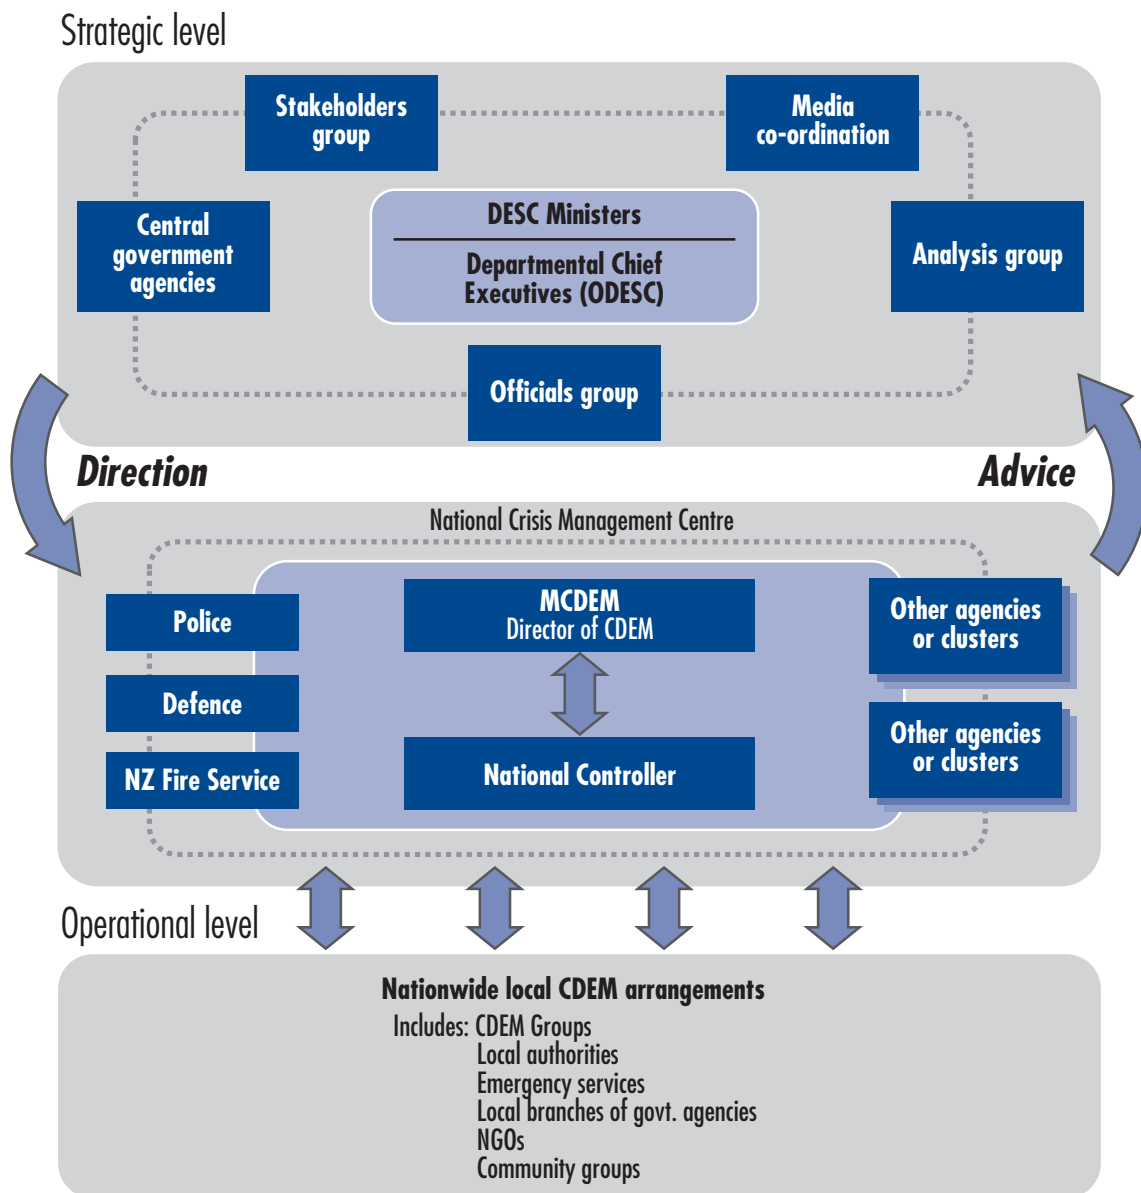 Strategic level
Stakeholders
group
Media
co-ordination
Central
government
agencies
DESC Ministers
Departmental Chief
Executives (ODESC)
Analysis group
Officials group
Direction
Advice
National Crisis Management Centre
Police
Defence
NZ Fire Service
MCDEM
Director of CDEM
National Controller
Other agencies
or clusters
Other agencies
or clusters
Operational level
Nationwide local CDEM arrangements
Includes: CDEM Groups
Local authorities
Emergency services
Local branches of govt. agencies
NGOs
Community groups